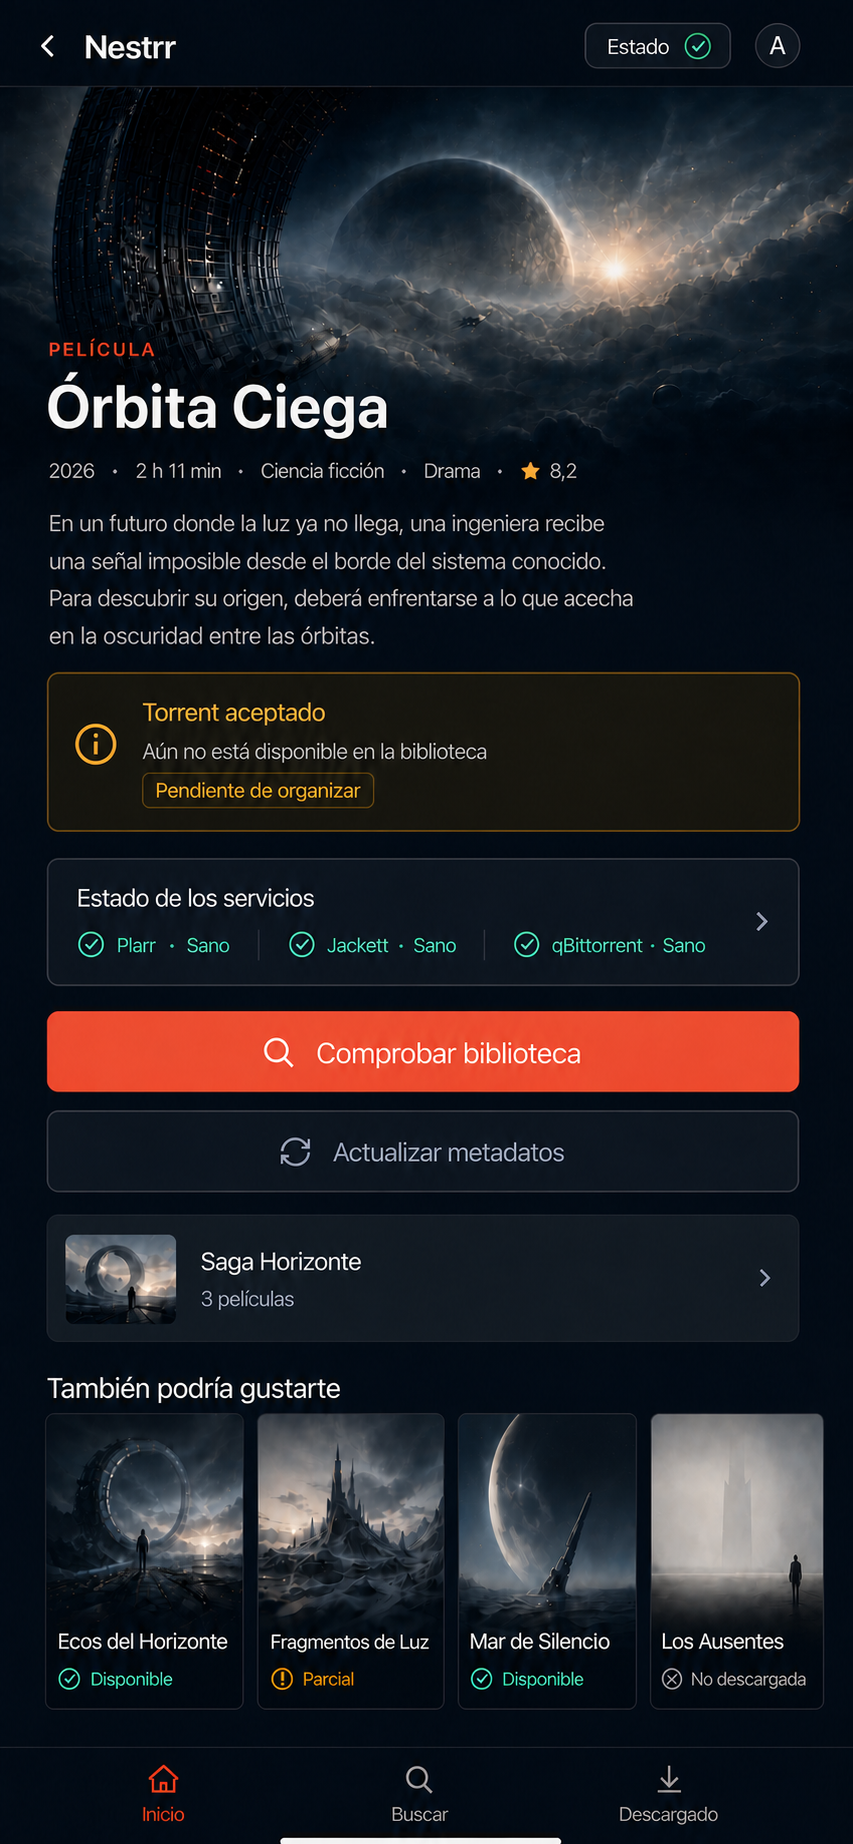 Nestrr
Estado
A
PELÍCULA
Órbita Ciega
2026 • 2 h 11 min • Ciencia ficción • Drama • 8,2
En un futuro donde la luz ya no llega, una ingeniera recibe
una señal imposible desde el borde del sistema conocido.
Para descubrir su origen, deberá enfrentarse a lo que acecha
en la oscuridad entre las órbitas.
Torrent aceptado
Aún no está disponible en la biblioteca
Pendiente de organizar
Estado de los servicios
Plarr • Sano
Jackett • Sano
qBittorrent • Sano
Comprobar biblioteca
Actualizar metadatos
Saga Horizonte
3 películas
También podría gustarte
Ecos del Horizonte
Disponible
Fragmentos de Luz
Parcial
Mar de Silencio
Disponible
Los Ausentes
No descargada
Inicio
Buscar
Descargado